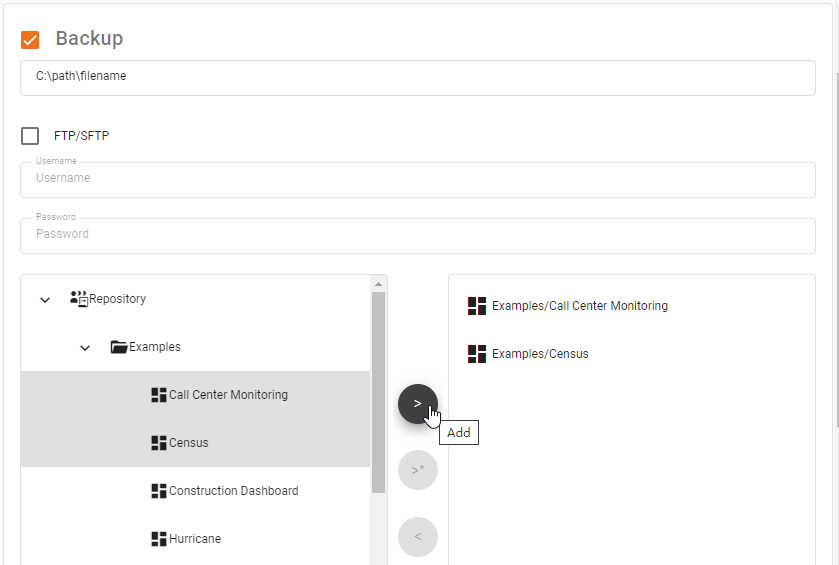 Backup
C:\path\filename
FTP/SFTP
Username
Username
Password
Password
Repository
Examples
Call Center Monitoring
Census
Construction Dashboard
Hurricane
>
Add
>*
<
Examples/Call Center Monitoring
Examples/Census